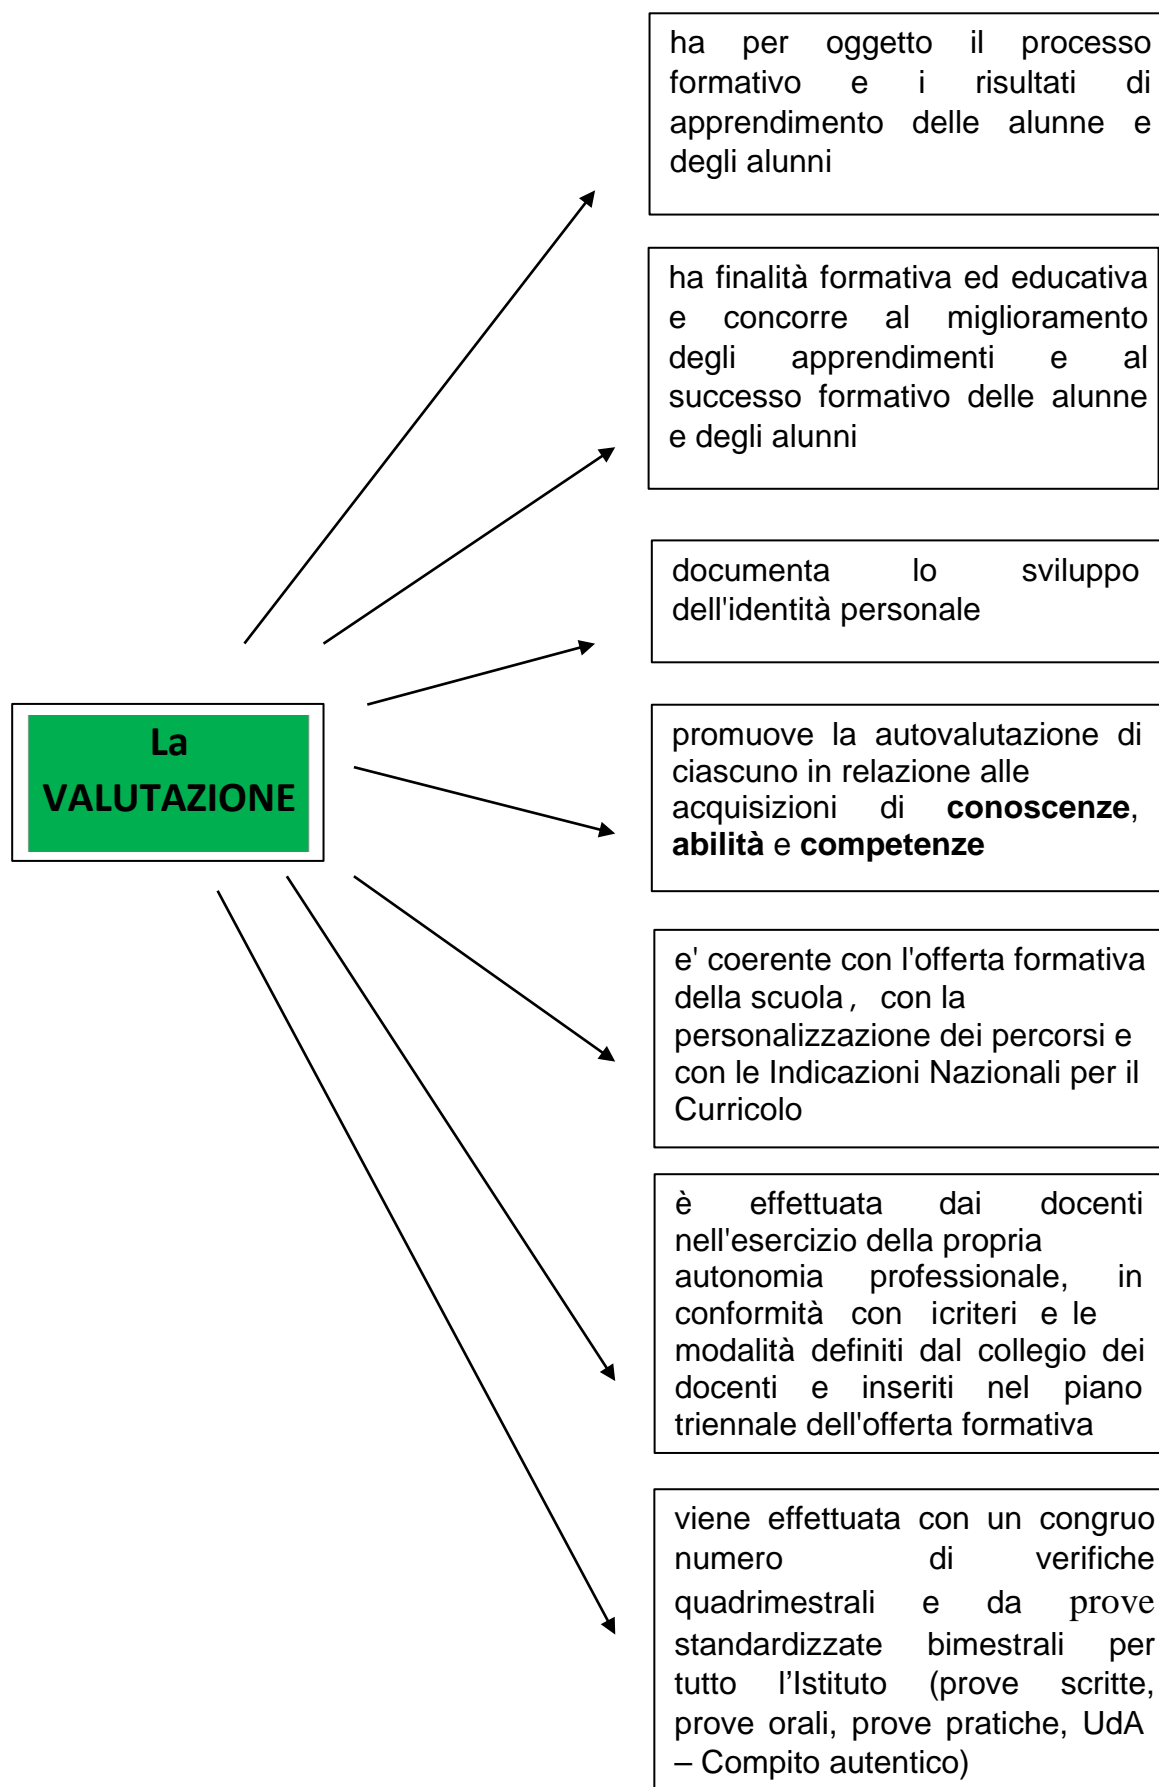 ha per oggetto il processo
formativo e i risultati di
apprendimento delle alunne e
degli alunni
ha finalità formativa ed educativa
e concorre al miglioramento
degli apprendimenti e al
successo formativo delle alunne
e degli alunni
documenta lo sviluppo
dell'identità personale
La
VALUTAZIONE
promuove la autovalutazione di
ciascuno in relazione alle
acquisizioni di conoscenze,
abilità e competenze
e' coerente con l'offerta formativa
della scuola, con la
personalizzazione dei percorsi e
con le Indicazioni Nazionali per il
Curricolo
è effettuata dai docenti
nell'esercizio della propria
autonomia professionale, in
conformità con icriteri e le
modalità definiti dal collegio dei
docenti e inseriti nel piano
triennale dell'offerta formativa
viene effettuata con un congruo
numero di verifiche
quadrimestrali e da prove
standardizzate bimestrali per
tutto l’Istituto (prove scritte,
prove orali, prove pratiche, UdA
– Compito autentico)